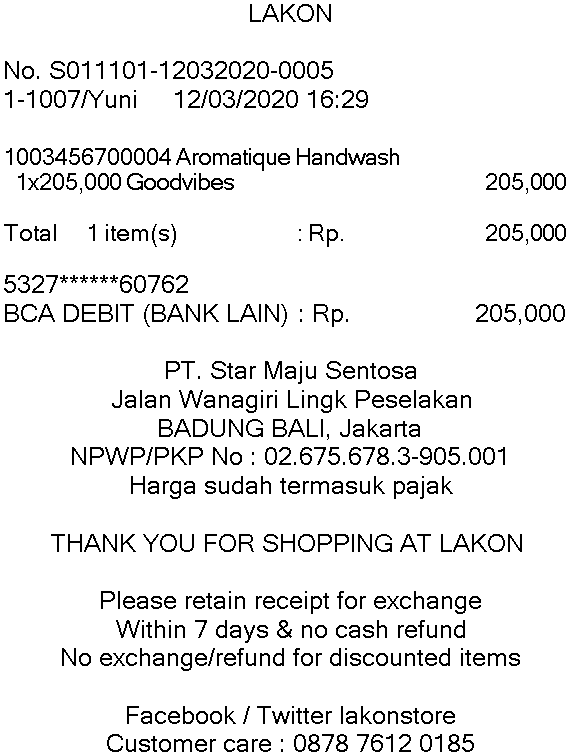 LAKON
No. S011101-12032020-0005
1-1007/Yuni 12/03/2020 16:29
1003456700004 Aromatique Handwash
1x205,000 Goodvibes 205,000
Total 1 item(s) : Rp. 205,000
5327******60762
BCA DEBIT (BANK LAIN) : Rp. 205,000
PT. Star Maju Sentosa
Jalan Wanagiri Lingk Peselakan
BADUNG BALI, Jakarta
NPWP/PKP No : 02.675.678.3-905.001
Harga sudah termasuk pajak
THANK YOU FOR SHOPPING AT LAKON
Please retain receipt for exchange
Within 7 days & no cash refund
No exchange/refund for discounted items
Facebook / Twitter lakonstore
Customer care : 0878 7612 0185